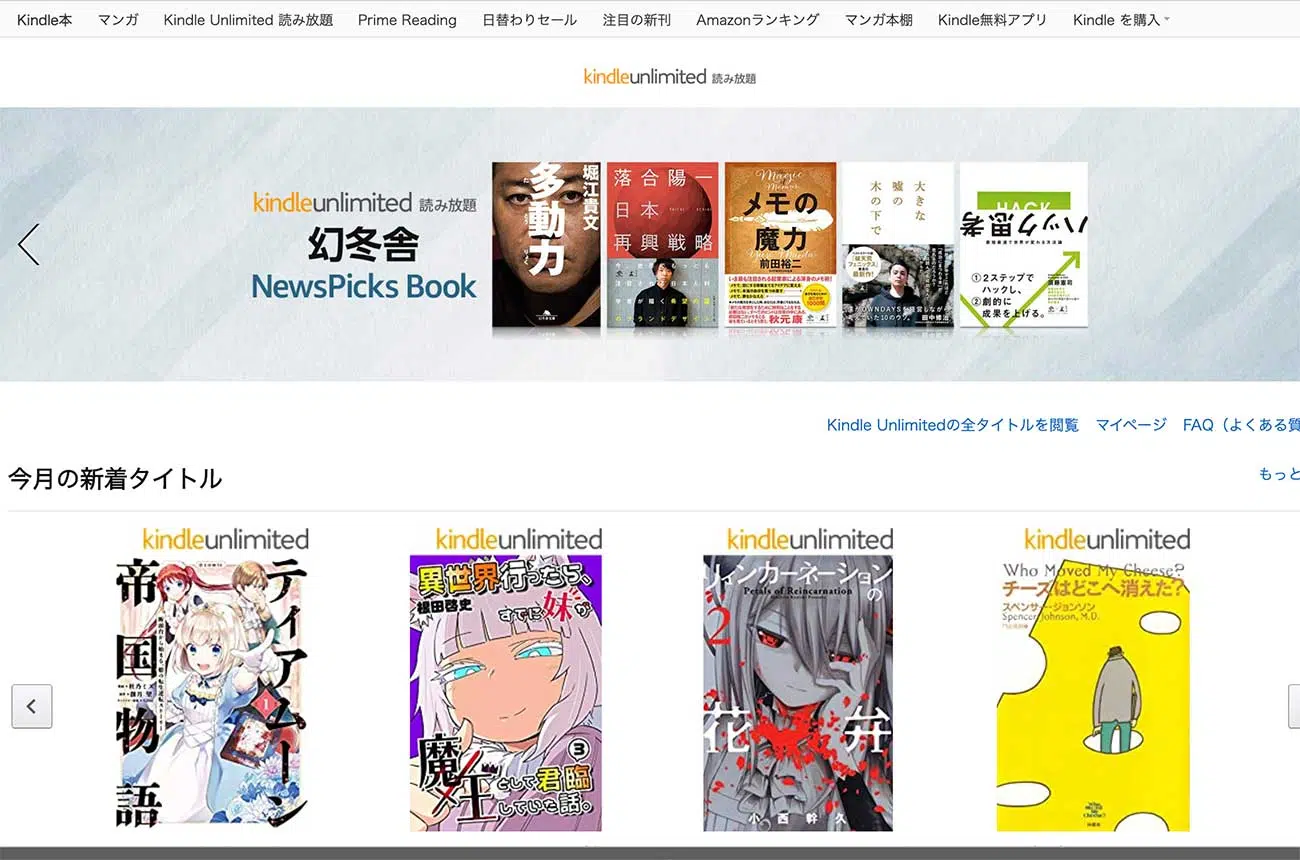 Kindle本 マンガ Kindle Unlimited 読み放題 Prime Reading 日替わりセール 注目の新刊 Amazonランキング マンガ本棚 Kindle無料アプリ Kindle を購入
kindleunlimited 読み放題
kindleunlimited 読み放題
幻冬舎
NewsPicks Book
堀江貴文
多動力
落合陽一
日本
再興戦略
Magic
メモの
魔力
前田裕二
秋元康
大きな
嘘の
木の下で
田中修治
HACK
ハック思考
①2ステップで
ハックし、
②劇的に
成果を上げる。
Kindle Unlimitedの全タイトルを閲覧 マイページ FAQ（よくある質
今月の新着タイトル
もっと
kindleunlimited
ティアムーン
帝国物語
1
kindleunlimited
異世界行ったら、
根田啓史
すでに妹が
魔王として君臨
していた話。
3
kindleunlimited
リィンカーネーションの
Petals of Reincarnation
2
花弁
小西幹久
kindleunlimited
Who Moved My Cheese?
チーズはどこへ消えた?
スペンサー・ジョンソン
Spencer Johnson, M.D.